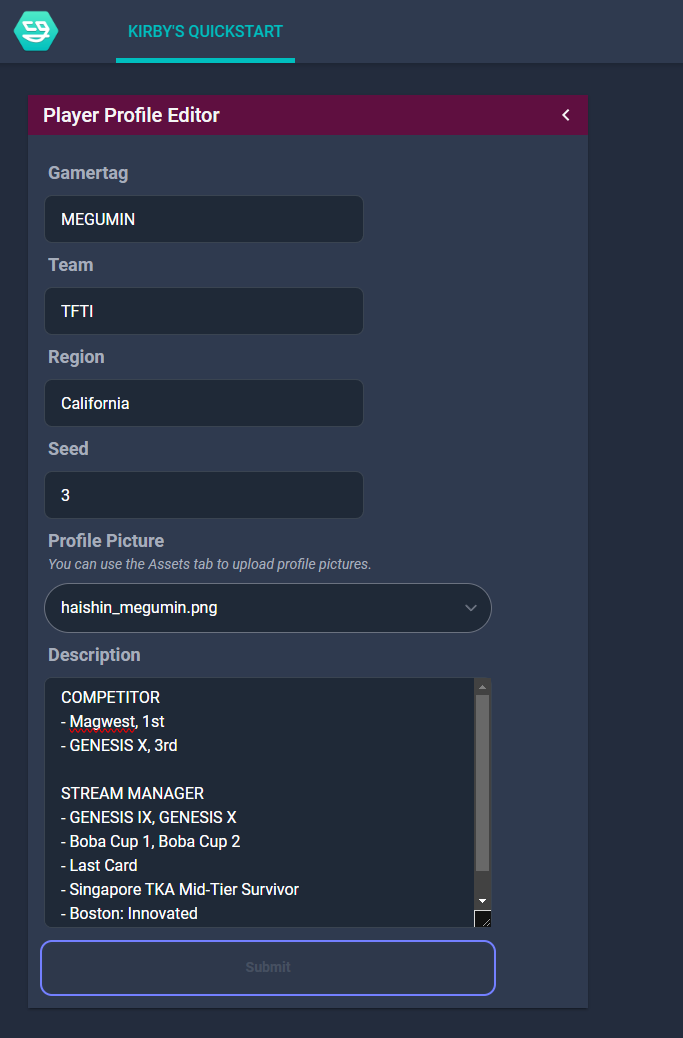 KIRBY'S QUICKSTART
Player Profile Editor
Gamertag
MEGUMIN
Team
TFTI
Region
California
Seed
3
Profile Picture
You can use the Assets tab to upload profile pictures.
haishin_megumin.png
Description
COMPETITOR
- Magwest, 1st
- GENESIS X, 3rd
STREAM MANAGER
- GENESIS IX, GENESIS X
- Boba Cup 1, Boba Cup 2
- Last Card
- Singapore TKA Mid-Tier Survivor
- Boston: Innovated
Submit